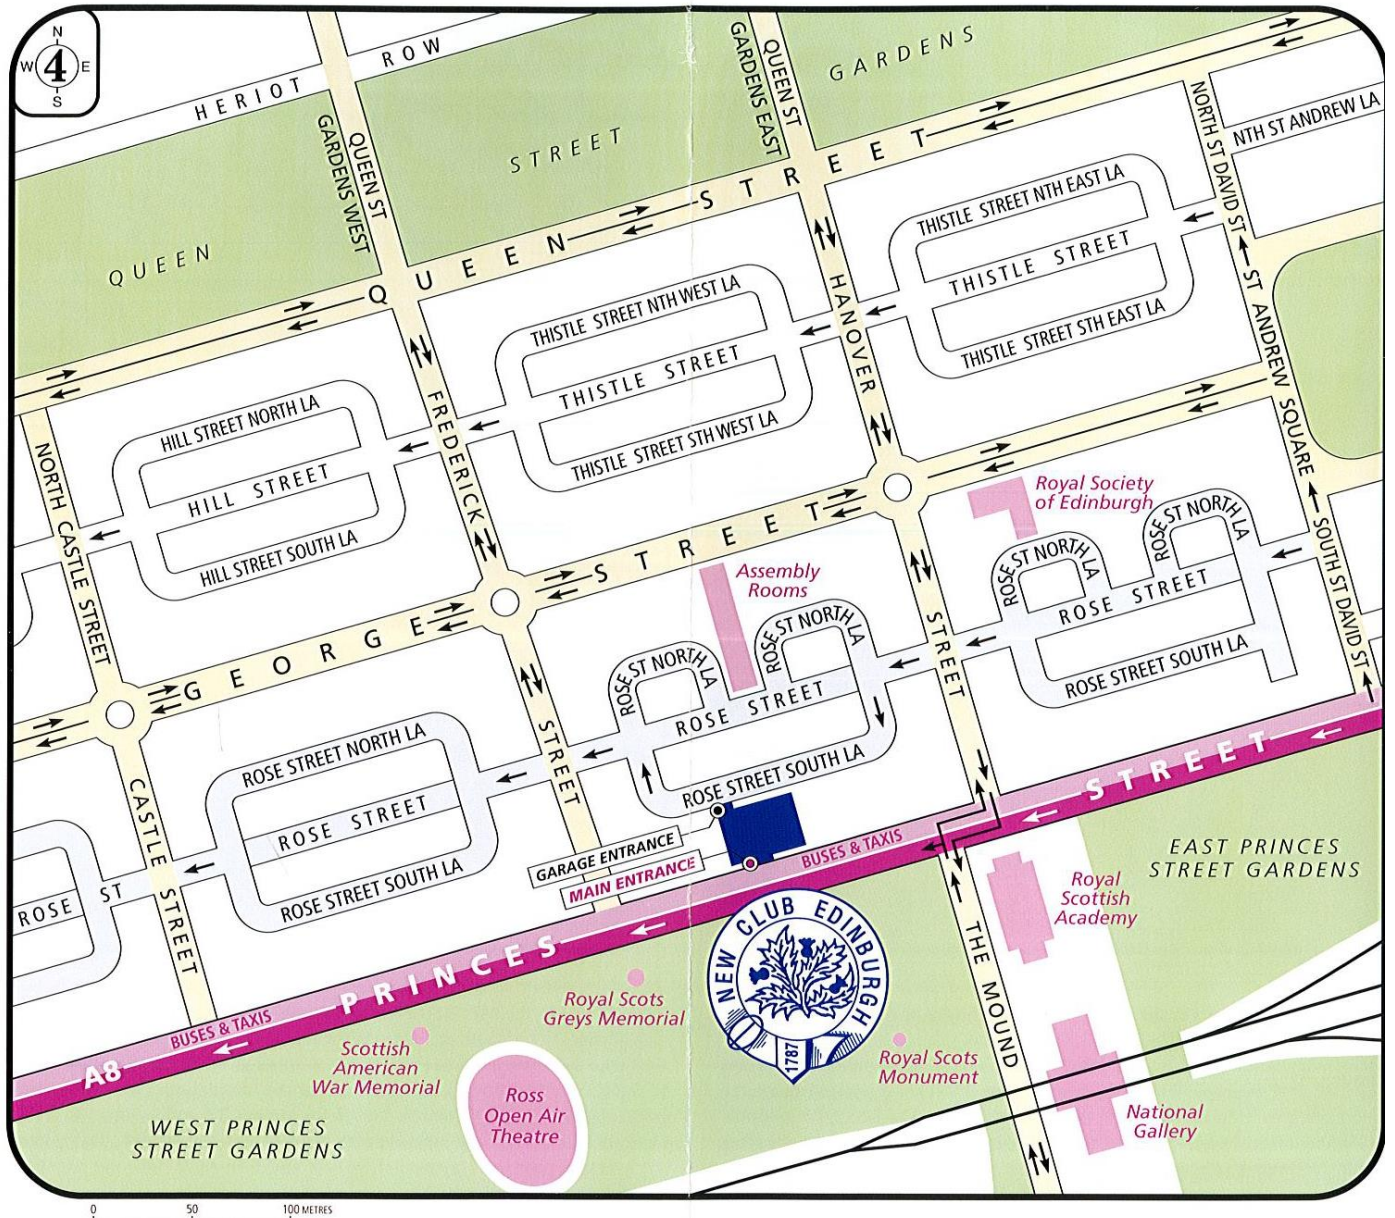 N
W 4 E
S
HERIOT ROW
QUEEN STREET GARDENS
QUEEN ST
GARDENS WEST
QUEEN ST
GARDENS EAST
QUEEN STREET
NORTH ST DAVID ST
NTH ST ANDREW LA
THISTLE STREET NTH EAST LA
THISTLE STREET
THISTLE STREET STH EAST LA
THISTLE STREET NTH WEST LA
THISTLE STREET
THISTLE STREET STH WEST LA
HILL STREET NORTH LA
HILL STREET
HILL STREET SOUTH LA
NORTH CASTLE STREET
FREDERICK STREET
HANOVER STREET
ST ANDREW SQUARE
SOUTH ST DAVID ST
GEORGE STREET
Royal Society
of Edinburgh
Assembly
Rooms
ROSE ST NORTH LA
ROSE ST NORTH LA
ROSE STREET
ROSE STREET SOUTH LA
ROSE ST NORTH LA
ROSE ST NORTH LA
ROSE STREET
ROSE STREET SOUTH LA
ROSE STREET NORTH LA
ROSE STREET
ROSE STREET SOUTH LA
ROSE ST
CASTLE STREET
GARAGE ENTRANCE
MAIN ENTRANCE
BUSES & TAXIS
PRINCES STREET
BUSES & TAXIS
A8
EAST PRINCES
STREET GARDENS
Royal
Scottish
Academy
THE MOUND
NEW CLUB EDINBURGH
1787
Royal Scots
Greys Memorial
Royal Scots
Monument
Scottish
American
War Memorial
Ross
Open Air
Theatre
National
Gallery
WEST PRINCES
STREET GARDENS
0 50 100 METRES